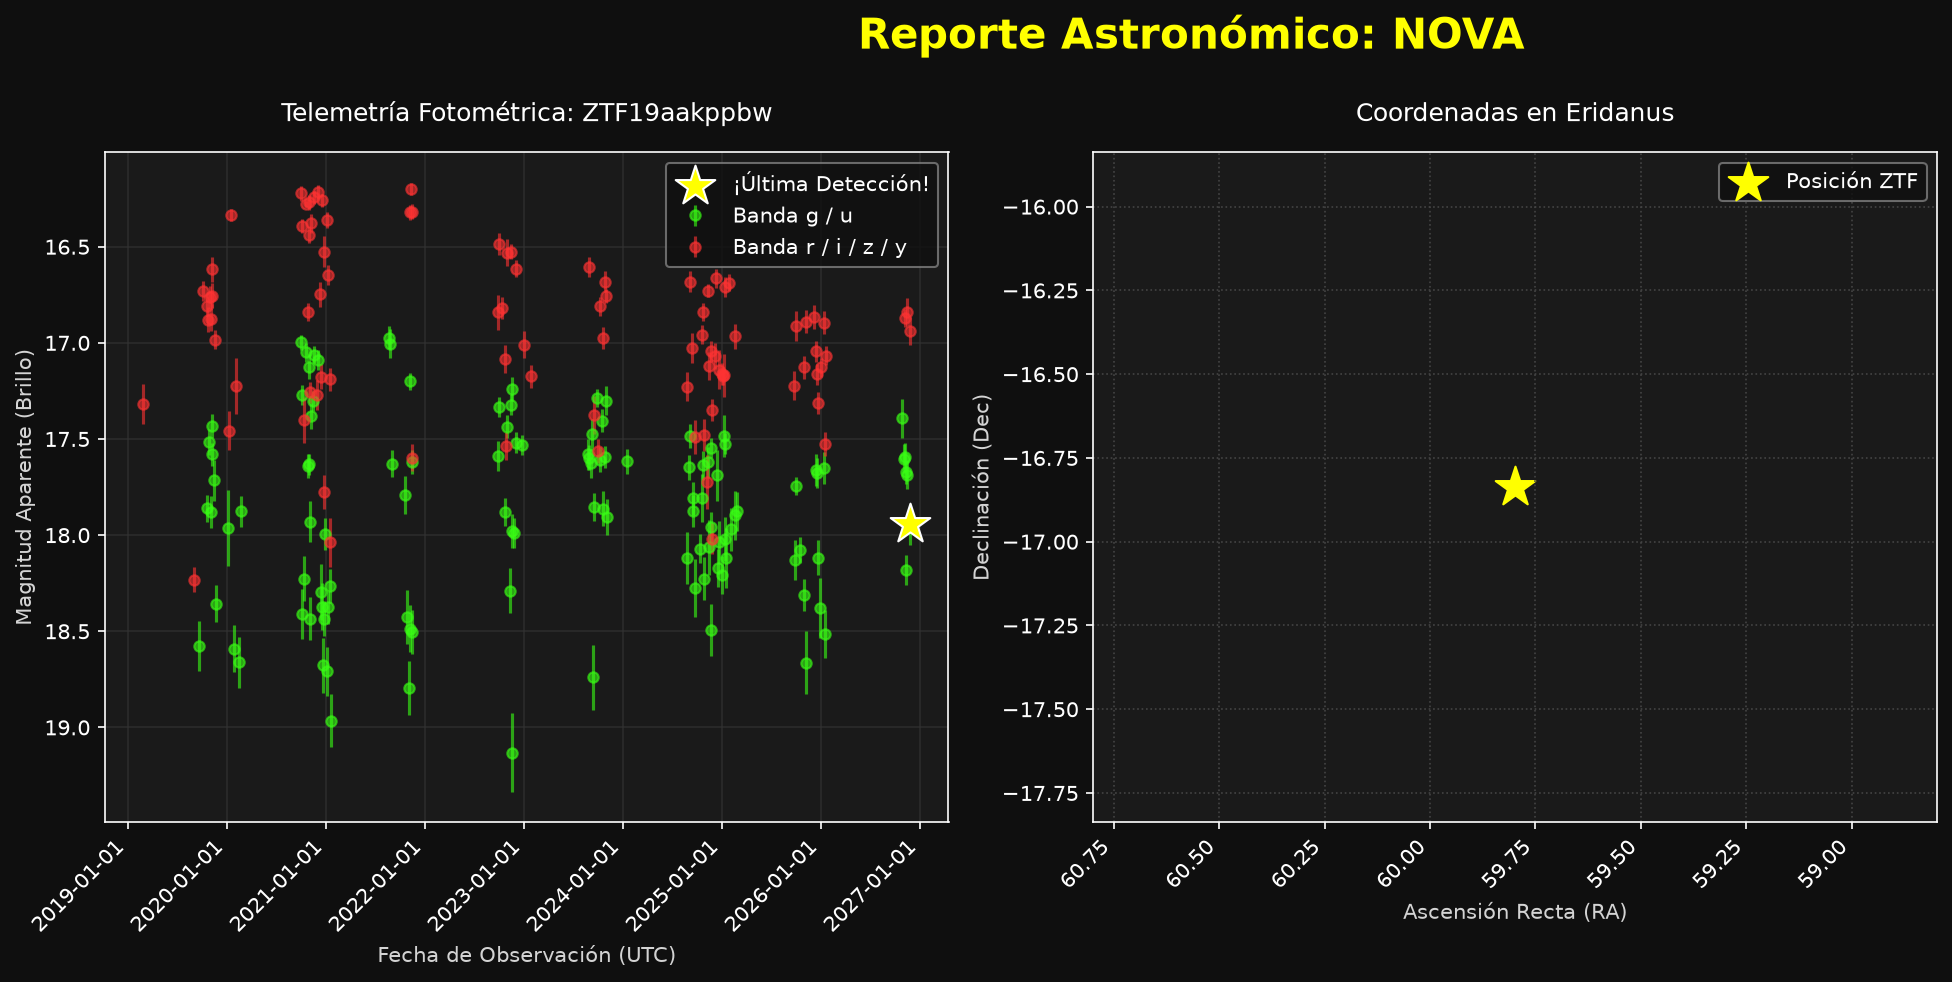 Reporte Astronómico: NOVA
Telemetría Fotométrica: ZTF19aakppbw
¡Última Detección!
Banda g / u
Banda r / i / z / y
Magnitud Aparente (Brillo)
16.5
17.0
17.5
18.0
18.5
19.0
2019-01-01
2020-01-01
2021-01-01
2022-01-01
2023-01-01
2024-01-01
2025-01-01
2026-01-01
2027-01-01
Fecha de Observación (UTC)
Coordenadas en Eridanus
Posición ZTF
Declinación (Dec)
−16.00
−16.25
−16.50
−16.75
−17.00
−17.25
−17.50
−17.75
60.75
60.50
60.25
60.00
59.75
59.50
59.25
59.00
Ascensión Recta (RA)